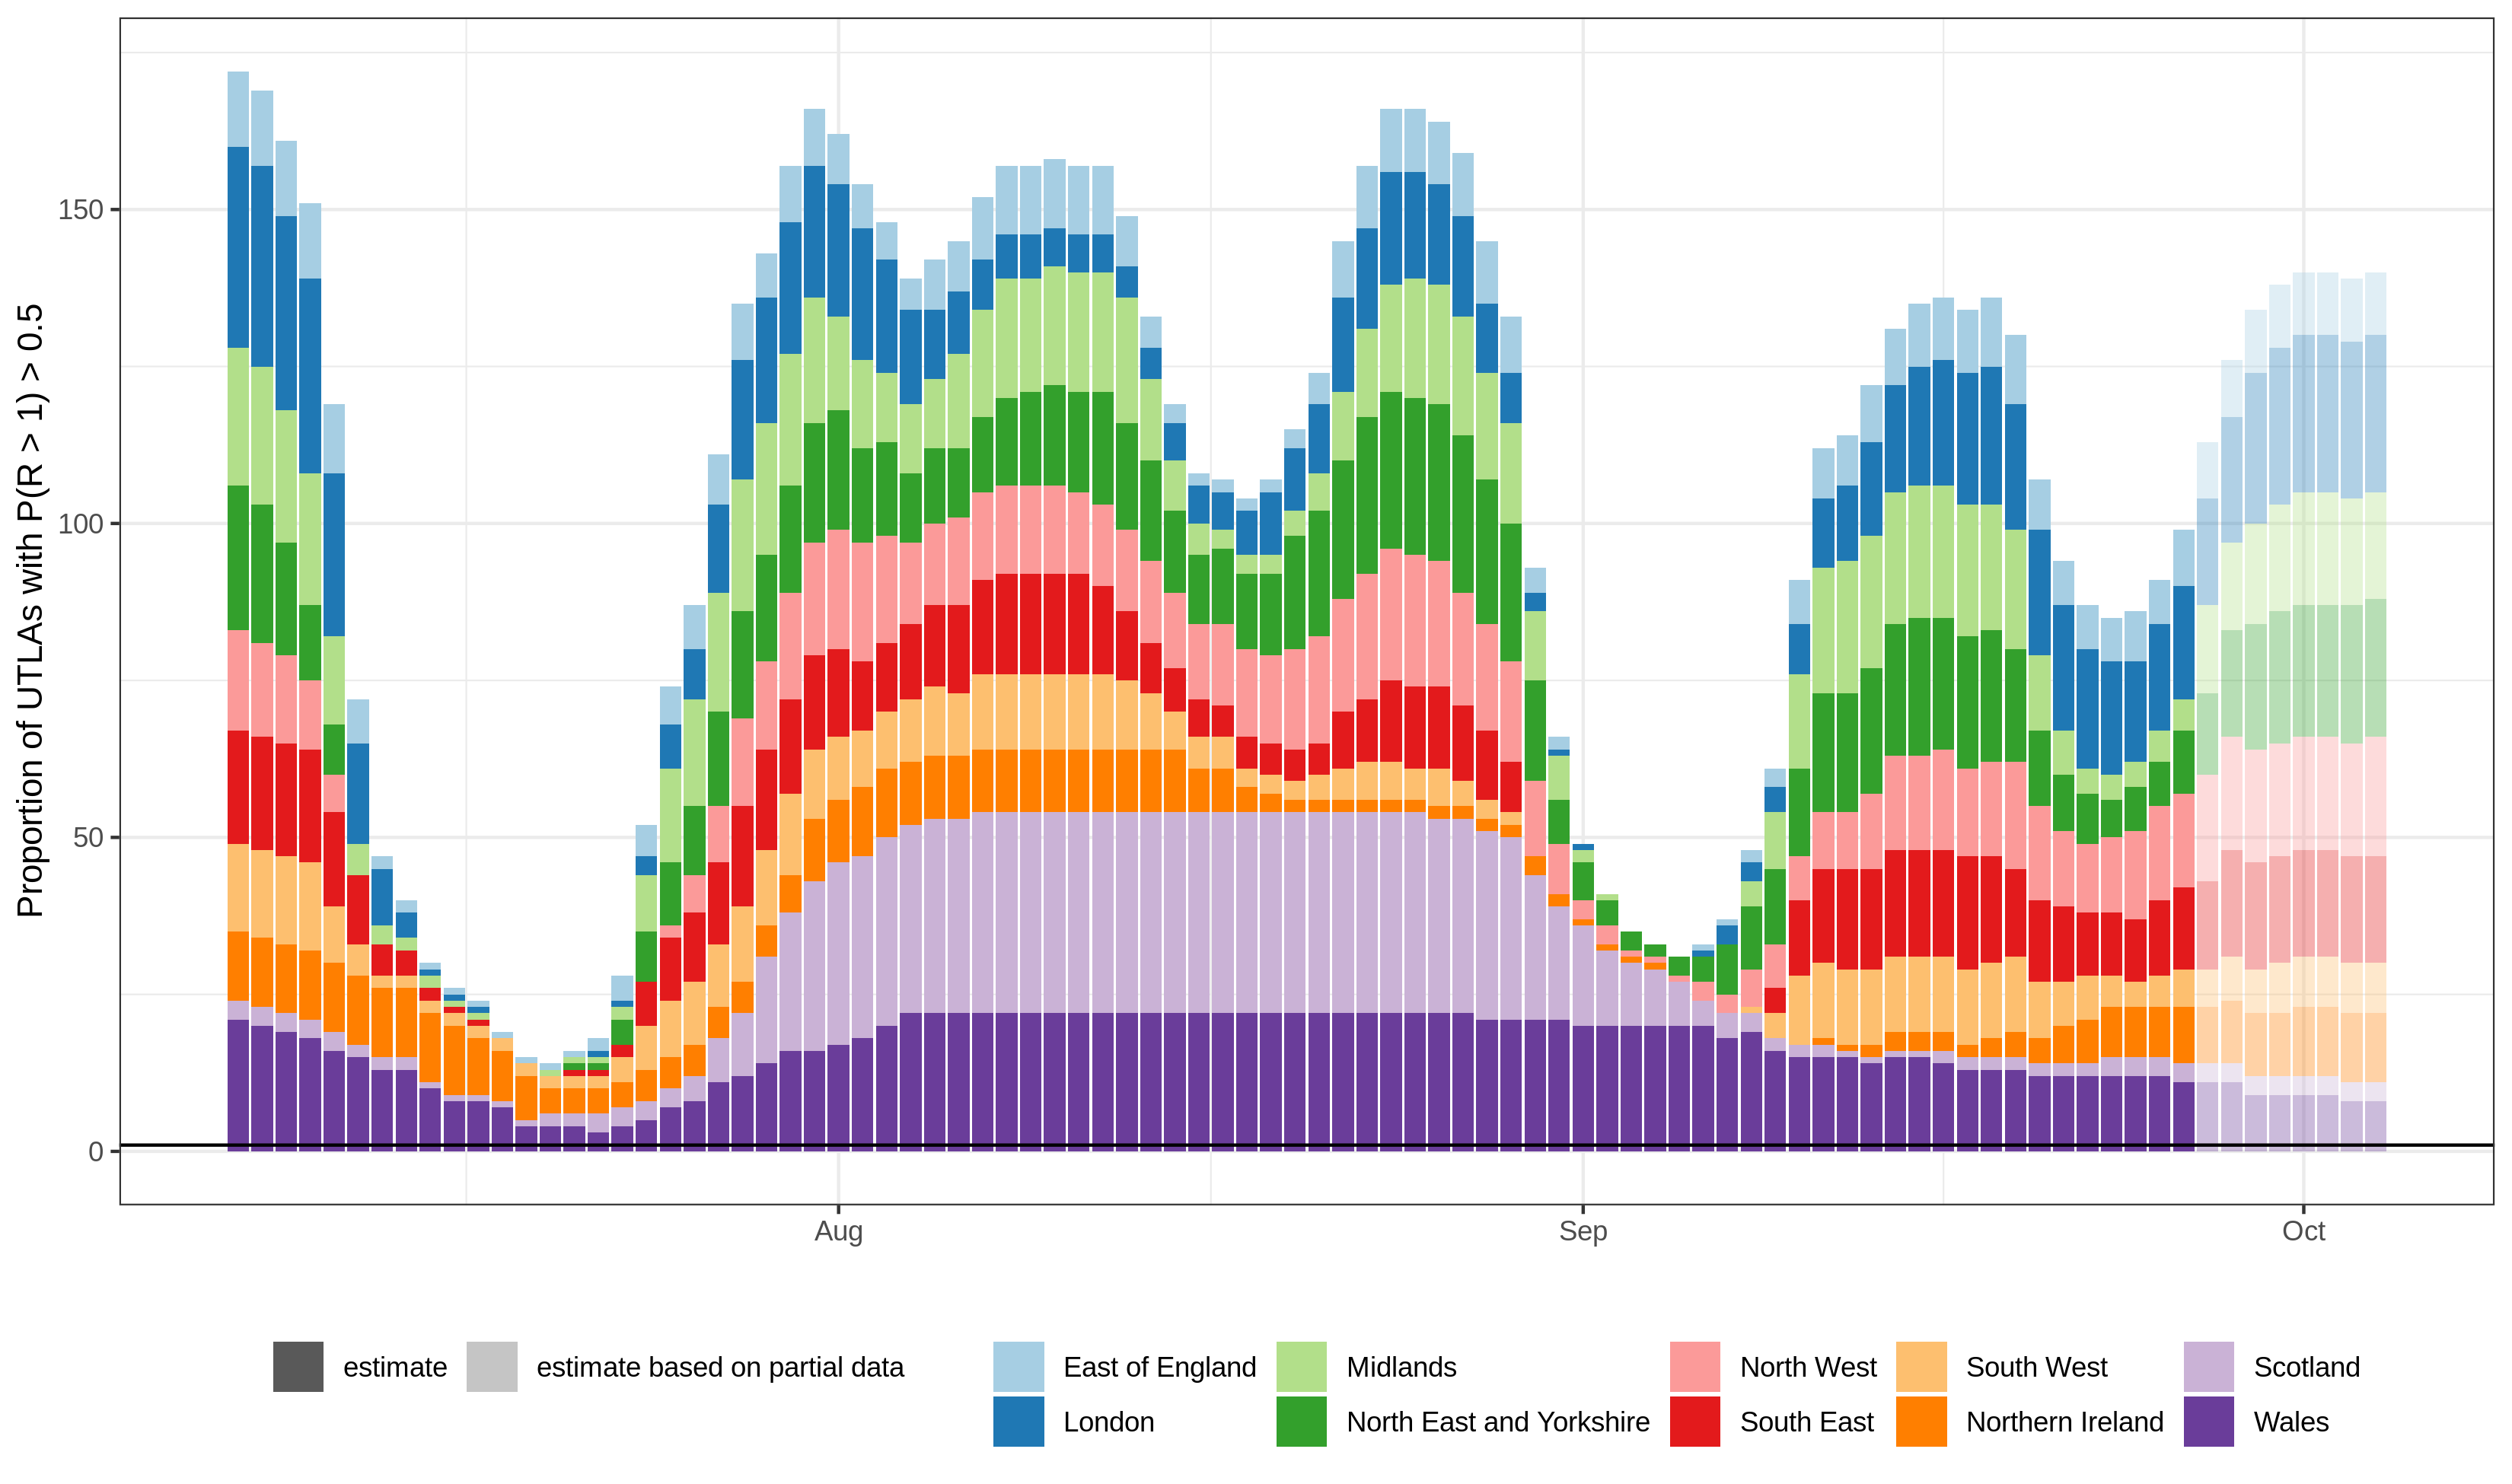 Proportion of UTLAs with P(R > 1) > 0.5
150
100
50
0
Aug Sep Oct
estimate estimate based on partial data East of England Midlands North West South West Scotland
London North East and Yorkshire South East Northern Ireland Wales